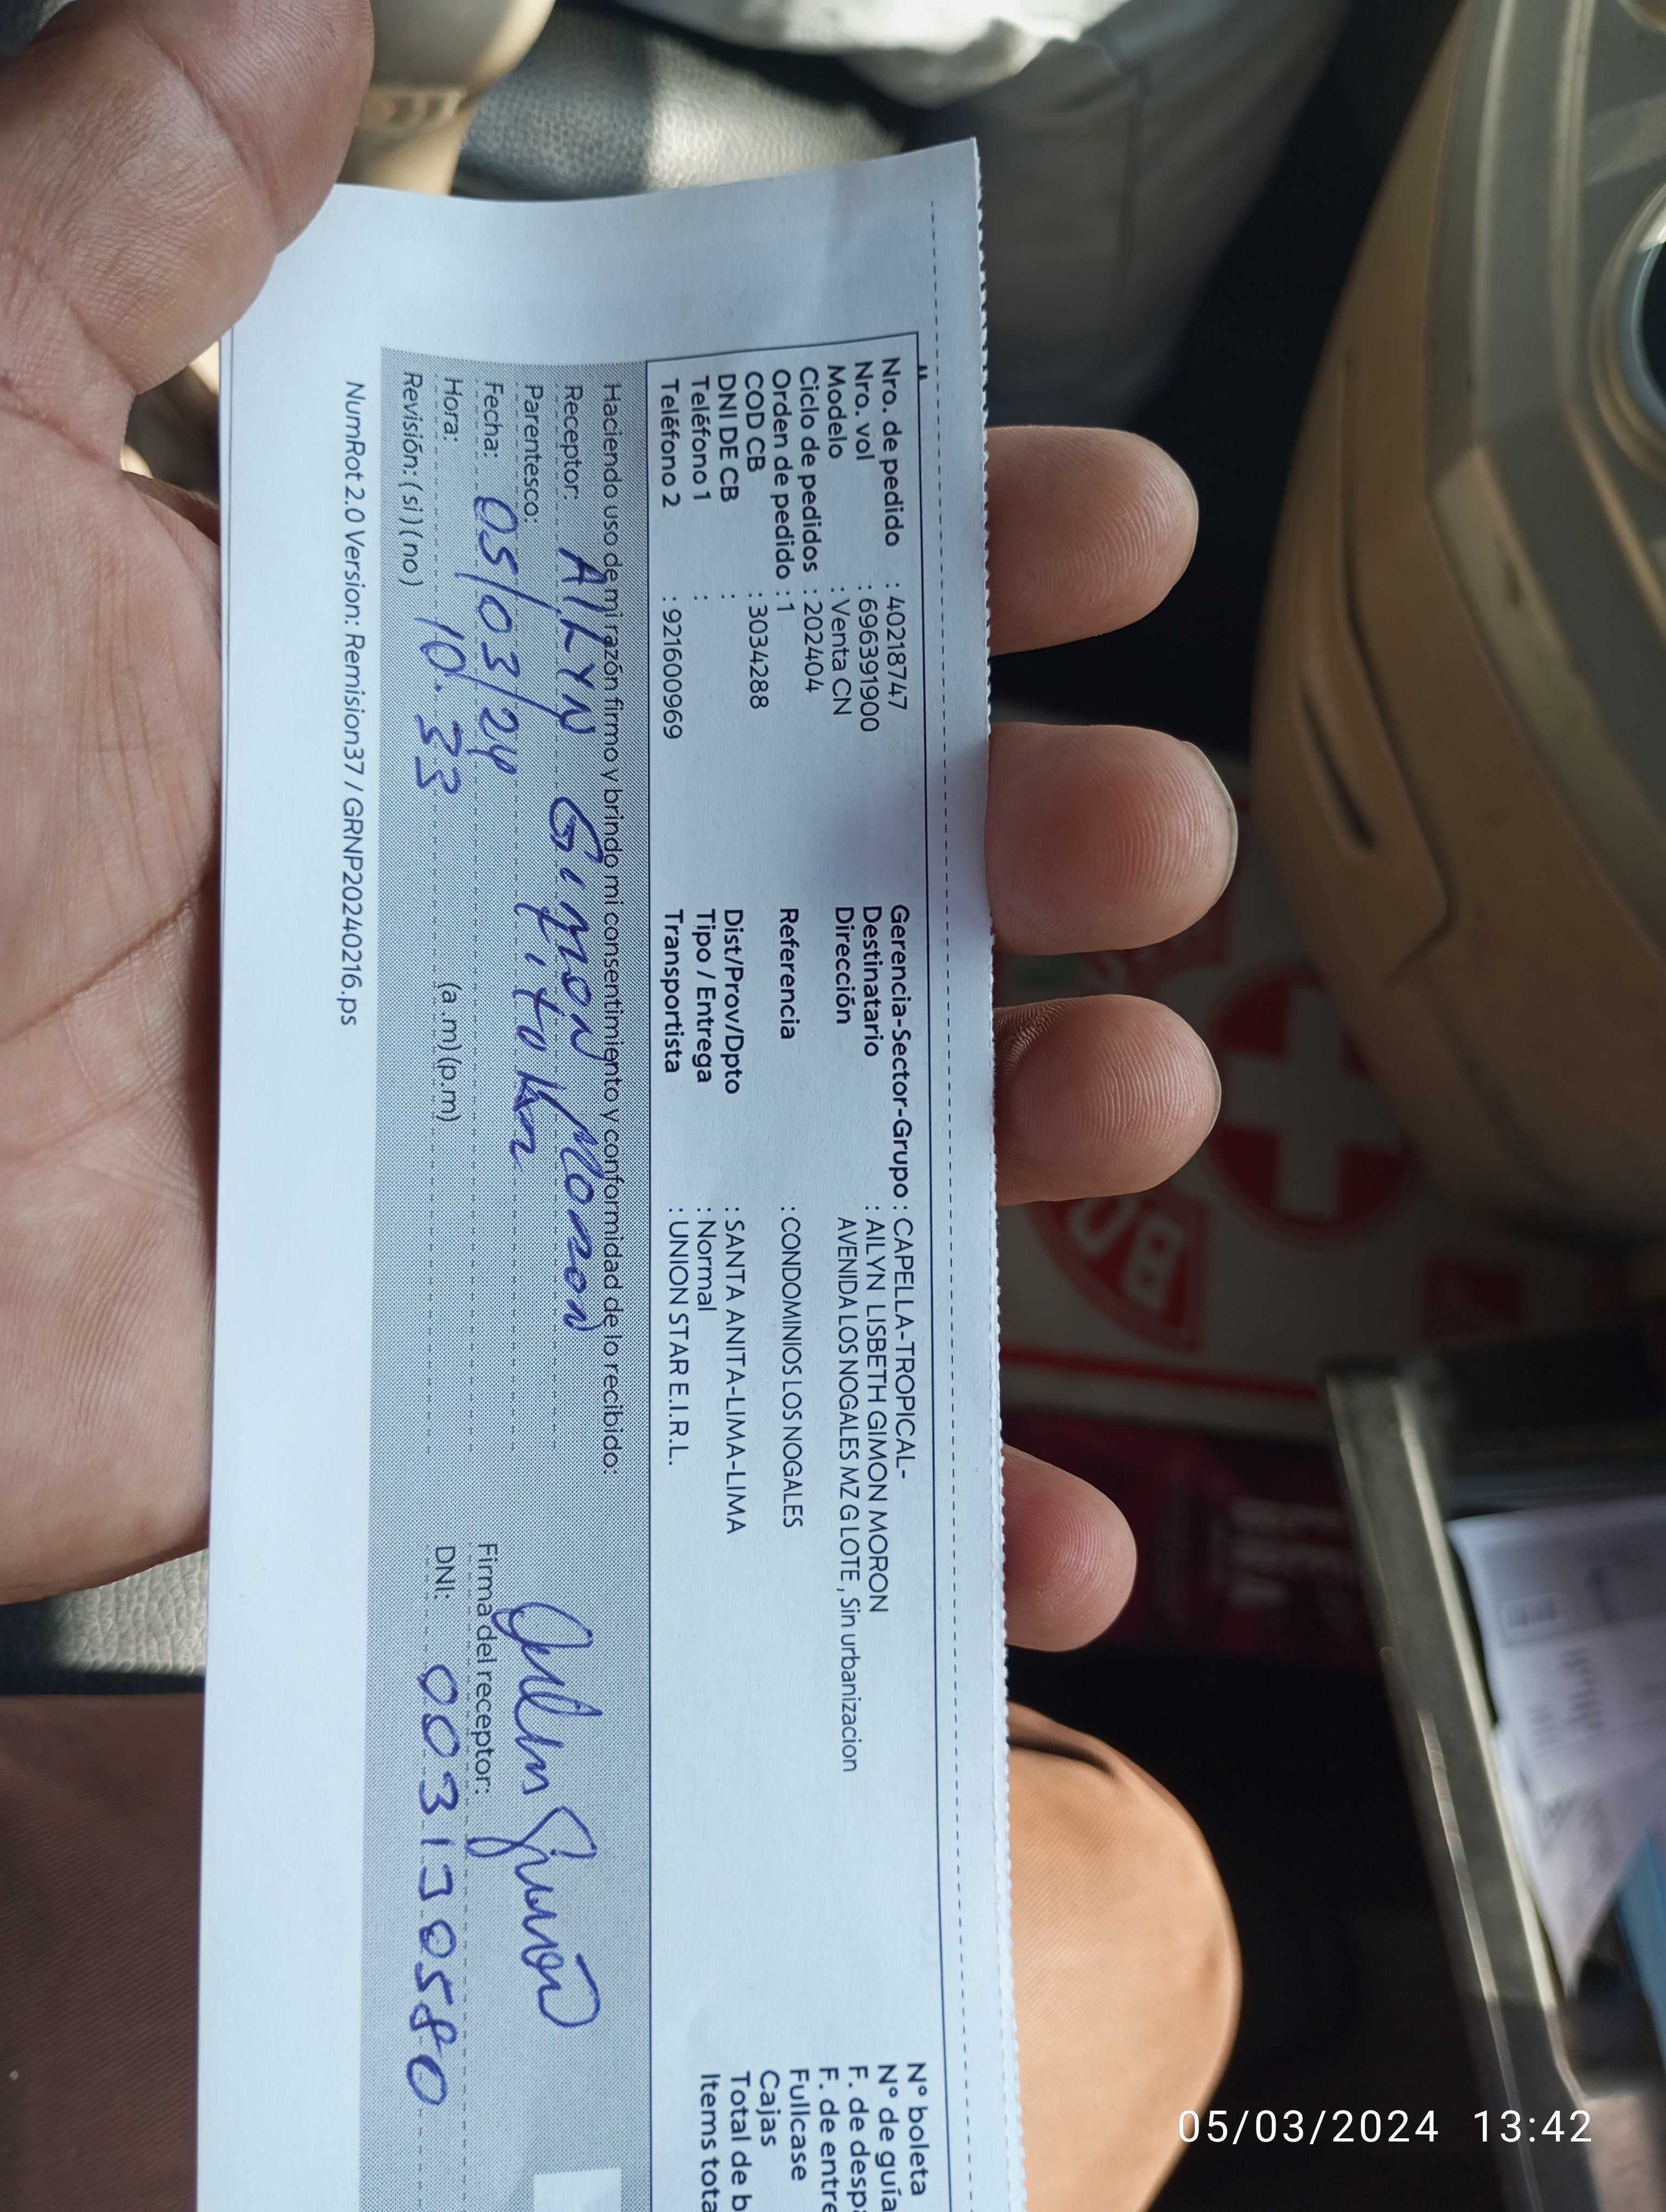 Nro. de pedido : 40218747
Nro. vol : 696391900
Modelo : Venta CN
Ciclo de pedidos : 202404
Orden de pedido : 1
COD CB : 3034288
DNI DE CB :
Teléfono 1 :
Teléfono 2 : 921600969
Gerencia-Sector-Grupo : CAPELLA-TROPICAL-
Destinatario : AILYN LISBETH GIMON MORON
Dirección AVENIDA LOS NOGALES MZ G LOTE , Sin urbanizacion
Referencia : CONDOMINIOS LOS NOGALES
Dist/Prov/Dpto : SANTA ANITA-LIMA-LIMA
Tipo / Entrega : Normal
Transportista : UNION STAR E.I.R.L.
N° boleta
N° de guía
F. de desp
F. de entre
Fullcase
Cajas
Total de b
Items tota
Haciendo uso de mi razón firmo y brindo mi consentimiento y conformidad de lo recibido:
Receptor: AILYN Gimon Moron
Parentesco: titular
Fecha: 05/03/24
Hora: 10.33 (a.m) (p.m)
Revisión: ( si ) ( no )
Firma del receptor:
DNI: 003130580
NumRot 2.0 Version: Remision37 / GRNP20240216.ps
05/03/2024 13:42